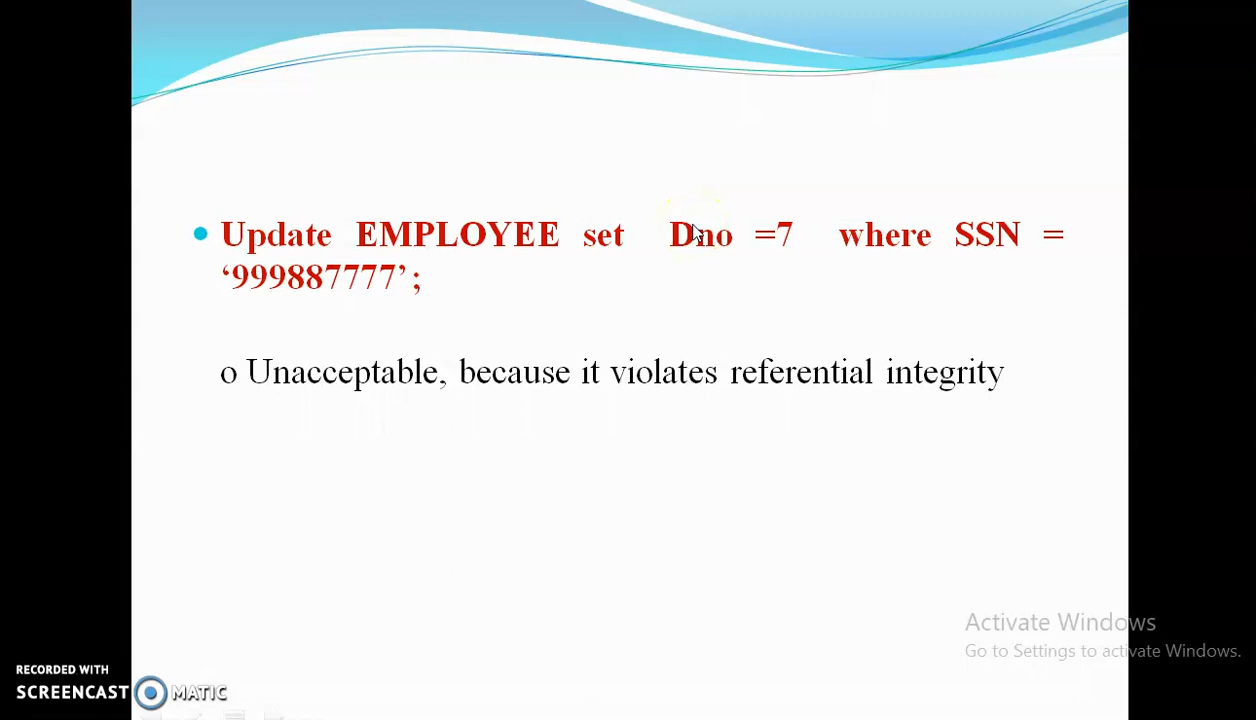 Update EMPLOYEE set Dno =7 where SSN =
‘999887777’;
o Unacceptable, because it violates referential integrity
Activate Windows
Go to Settings to activate Windows.
RECORDED WITH
SCREENCAST MATIC